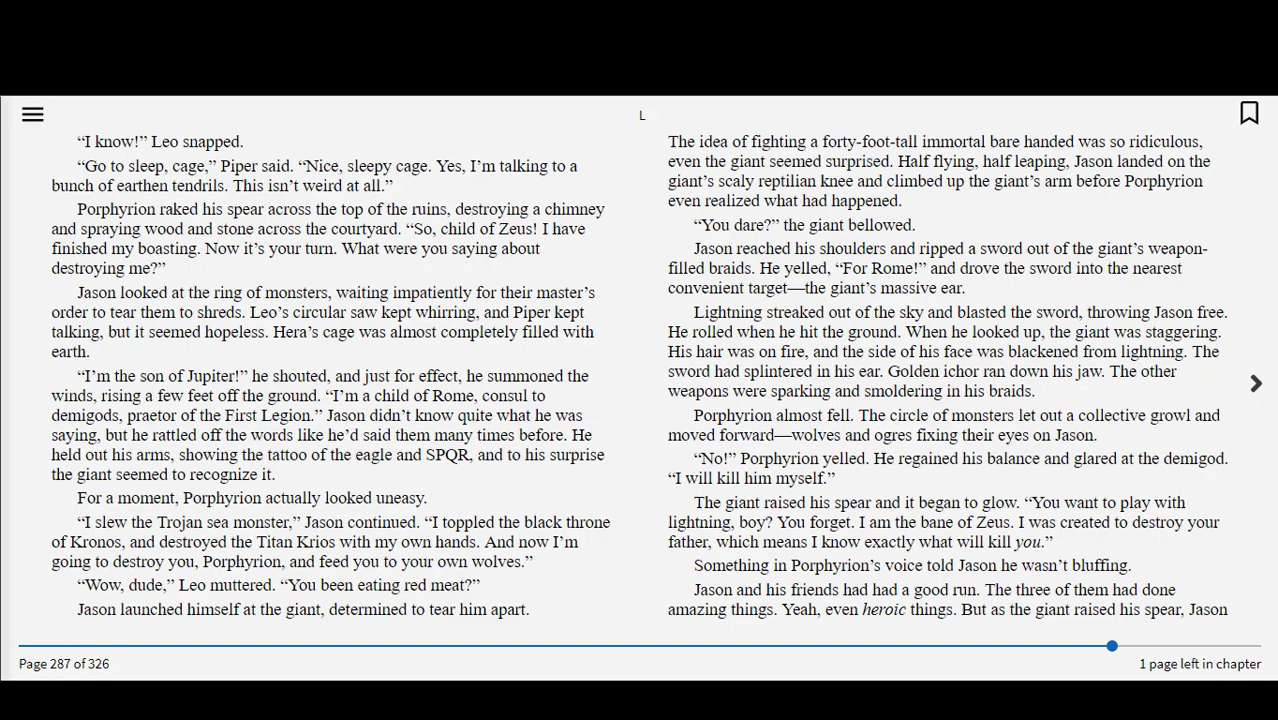 L
“I know!” Leo snapped.
“Go to sleep, cage,” Piper said. “Nice, sleepy cage. Yes, I’m talking to a
bunch of earthen tendrils. This isn’t weird at all.”
Porphyrion raked his spear across the top of the ruins, destroying a chimney
and spraying wood and stone across the courtyard. “So, child of Zeus! I have
finished my boasting. Now it’s your turn. What were you saying about
destroying me?”
Jason looked at the ring of monsters, waiting impatiently for their master’s
order to tear them to shreds. Leo’s circular saw kept whirring, and Piper kept
talking, but it seemed hopeless. Hera’s cage was almost completely filled with
earth.
“I’m the son of Jupiter!” he shouted, and just for effect, he summoned the
winds, rising a few feet off the ground. “I’m a child of Rome, consul to
demigods, praetor of the First Legion.” Jason didn’t know quite what he was
saying, but he rattled off the words like he’d said them many times before. He
held out his arms, showing the tattoo of the eagle and SPQR, and to his surprise
the giant seemed to recognize it.
For a moment, Porphyrion actually looked uneasy.
“I slew the Trojan sea monster,” Jason continued. “I toppled the black throne
of Kronos, and destroyed the Titan Krios with my own hands. And now I’m
going to destroy you, Porphyrion, and feed you to your own wolves.”
“Wow, dude,” Leo muttered. “You been eating red meat?”
Jason launched himself at the giant, determined to tear him apart.
The idea of fighting a forty-foot-tall immortal bare handed was so ridiculous,
even the giant seemed surprised. Half flying, half leaping, Jason landed on the
giant’s scaly reptilian knee and climbed up the giant’s arm before Porphyrion
even realized what had happened.
“You dare?” the giant bellowed.
Jason reached his shoulders and ripped a sword out of the giant’s weapon-
filled braids. He yelled, “For Rome!” and drove the sword into the nearest
convenient target—the giant’s massive ear.
Lightning streaked out of the sky and blasted the sword, throwing Jason free.
He rolled when he hit the ground. When he looked up, the giant was staggering.
His hair was on fire, and the side of his face was blackened from lightning. The
sword had splintered in his ear. Golden ichor ran down his jaw. The other
weapons were sparking and smoldering in his braids.
Porphyrion almost fell. The circle of monsters let out a collective growl and
moved forward—wolves and ogres fixing their eyes on Jason.
“No!” Porphyrion yelled. He regained his balance and glared at the demigod.
“I will kill him myself.”
The giant raised his spear and it began to glow. “You want to play with
lightning, boy? You forget. I am the bane of Zeus. I was created to destroy your
father, which means I know exactly what will kill you.”
Something in Porphyrion’s voice told Jason he wasn’t bluffing.
Jason and his friends had had a good run. The three of them had done
amazing things. Yeah, even heroic things. But as the giant raised his spear, Jason
Page 287 of 326
1 page left in chapter